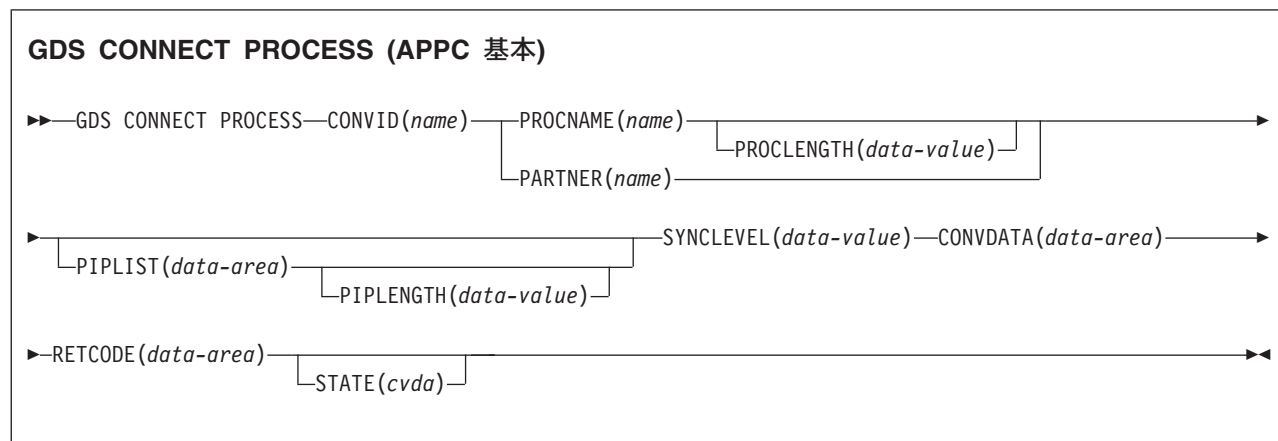 GDS CONNECT PROCESS (APPC 基本)
GDS CONNECT PROCESS CONVID(name) PROCNAME(name)
PROCLENGTH(data-value)
PARTNER(name)
SYNCLEVEL(data-value) CONVDATA(data-area)
PIPLIST(data-area)
PIPLENGTH(data-value)
RETCODE(data-area)
STATE(cvda)